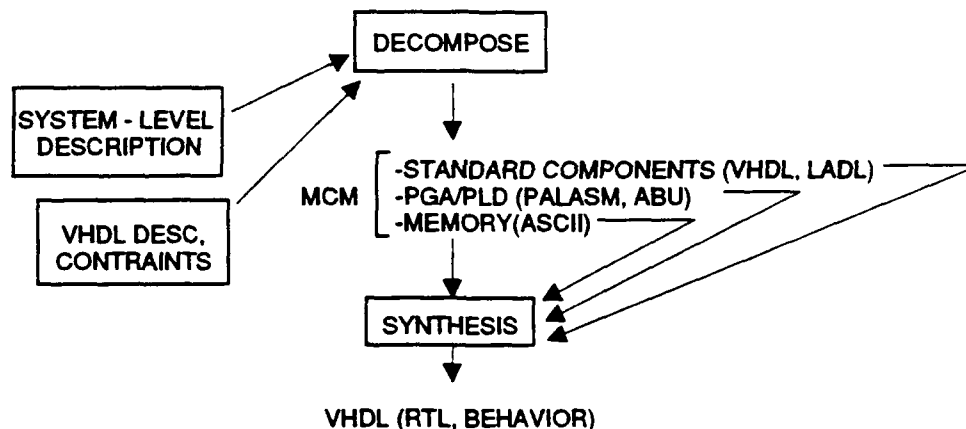 DECOMPOSE
SYSTEM - LEVEL
DESCRIPTION
VHDL DESC,
CONTRAINTS
MCM
-STANDARD COMPONENTS (VHDL, LADL)
-PGA/PLD (PALASM, ABU)
-MEMORY(ASCII)
SYNTHESIS
VHDL (RTL, BEHAVIOR)